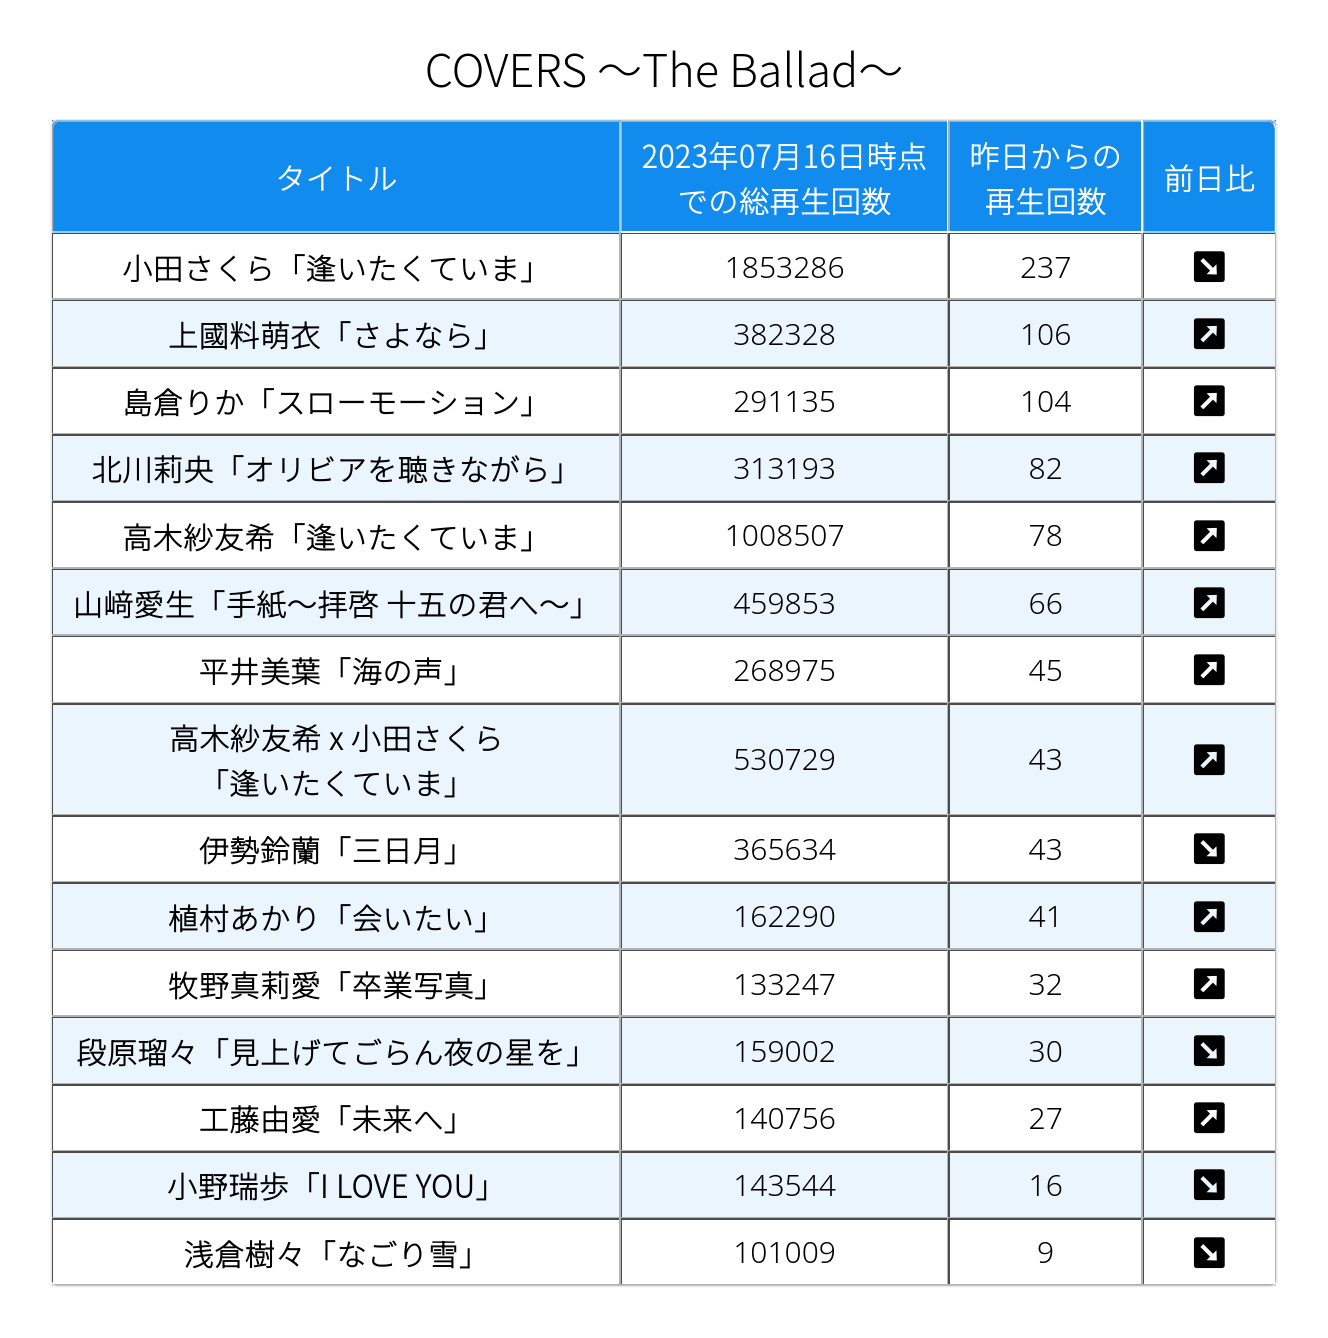 COVERS ～The Ballad～
タイトル
2023年07月16日時点
での総再生回数
昨日からの
再生回数
前日比
小田さくら「逢いたくていま」 1853286 237 ↘
上國料萌衣「さよなら」 382328 106 ↗
島倉りか「スローモーション」 291135 104 ↗
北川莉央「オリビアを聴きながら」 313193 82 ↗
高木紗友希「逢いたくていま」 1008507 78 ↗
山﨑愛生「手紙～拝啓 十五の君へ～」 459853 66 ↗
平井美葉「海の声」 268975 45 ↗
高木紗友希 x 小田さくら
「逢いたくていま」 530729 43 ↗
伊勢鈴蘭「三日月」 365634 43 ↘
植村あかり「会いたい」 162290 41 ↗
牧野真莉愛「卒業写真」 133247 32 ↗
段原瑠々「見上げてごらん夜の星を」 159002 30 ↘
工藤由愛「未来へ」 140756 27 ↗
小野瑞歩「I LOVE YOU」 143544 16 ↘
浅倉樹々「なごり雪」 101009 9 ↘